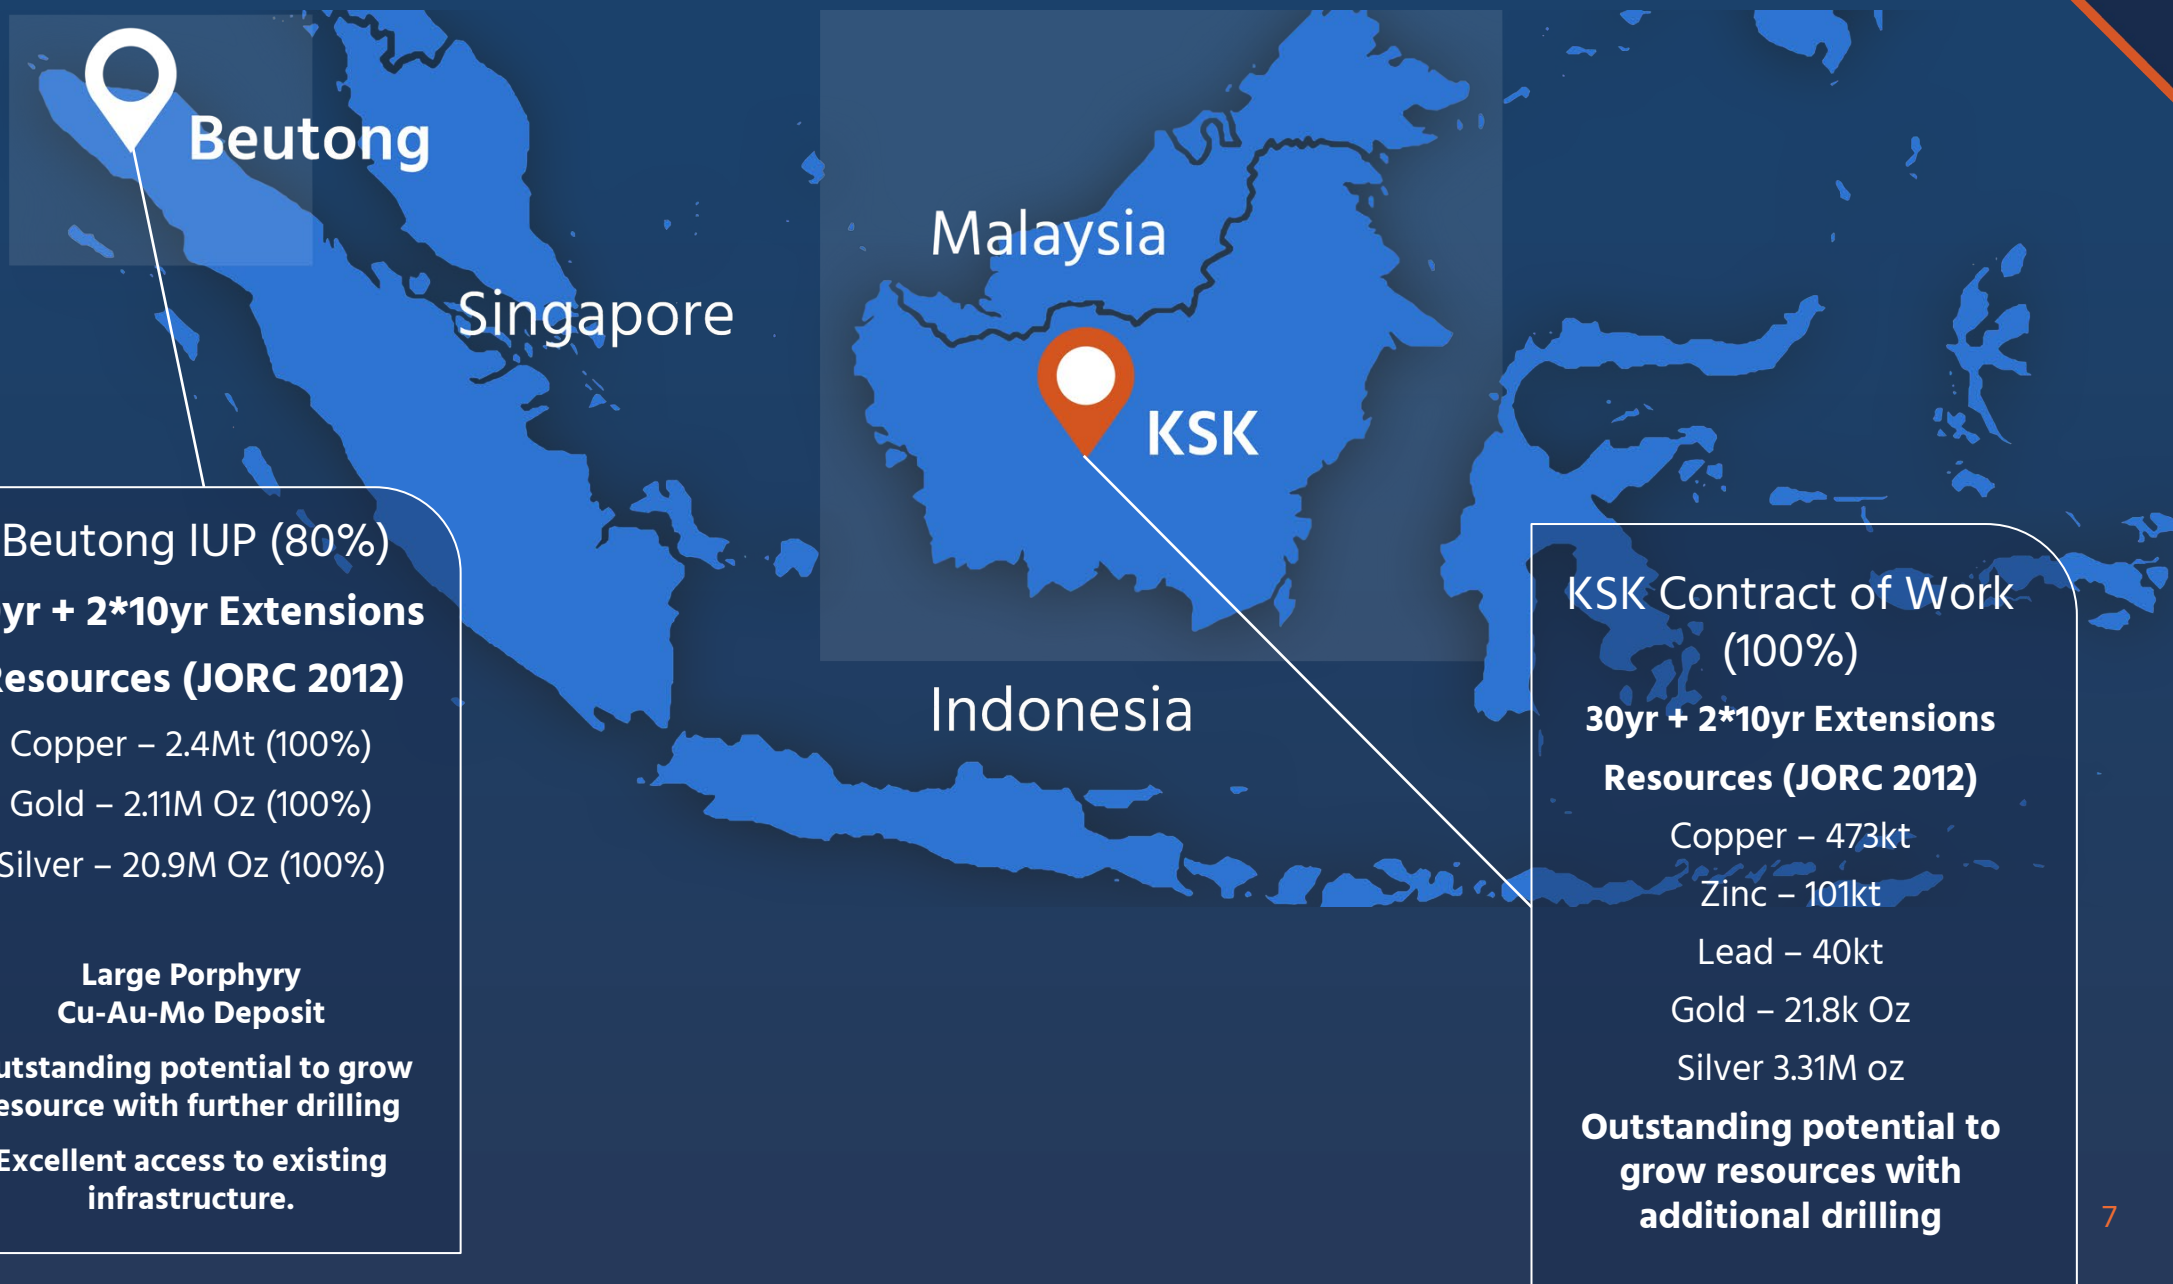 Beutong
Malaysia
Singapore
KSK
Indonesia
Beutong IUP (80%)
yr + 2*10yr Extensions
Resources (JORC 2012)
Copper – 2.4Mt (100%)
Gold – 2.11M Oz (100%)
Silver – 20.9M Oz (100%)
Large Porphyry
Cu-Au-Mo Deposit
utstanding potential to grow
esource with further drilling
Excellent access to existing
infrastructure.
KSK Contract of Work
(100%)
30yr + 2*10yr Extensions
Resources (JORC 2012)
Copper – 473kt
Zinc – 101kt
Lead – 40kt
Gold – 21.8k Oz
Silver 3.31M oz
Outstanding potential to
grow resources with
additional drilling
7